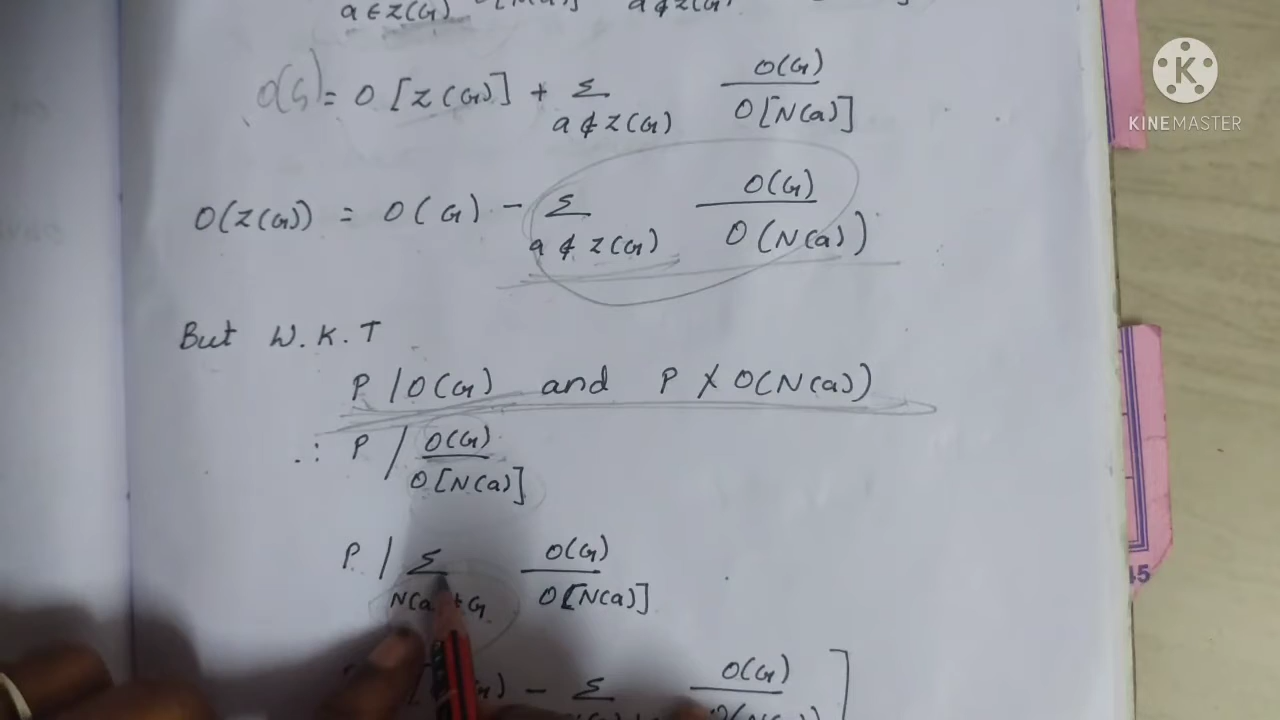 a ∈ Z(G) a ∉ Z(G)
O(G) = O [Z(G)] + Σ a ∉ Z(G) O(G) / O[N(a)]
O(Z(G)) = O(G) - Σ a ∉ Z(G) O(G) / O(N(a))
But W.K.T
P / O(G) and P ∤ O(N(a))
∴ P / O(G) / O[N(a)]
P / Σ N(a) ≠ G O(G) / O[N(a)]
- Σ O(G) / O(N(a)) ]
KINEMASTER
45